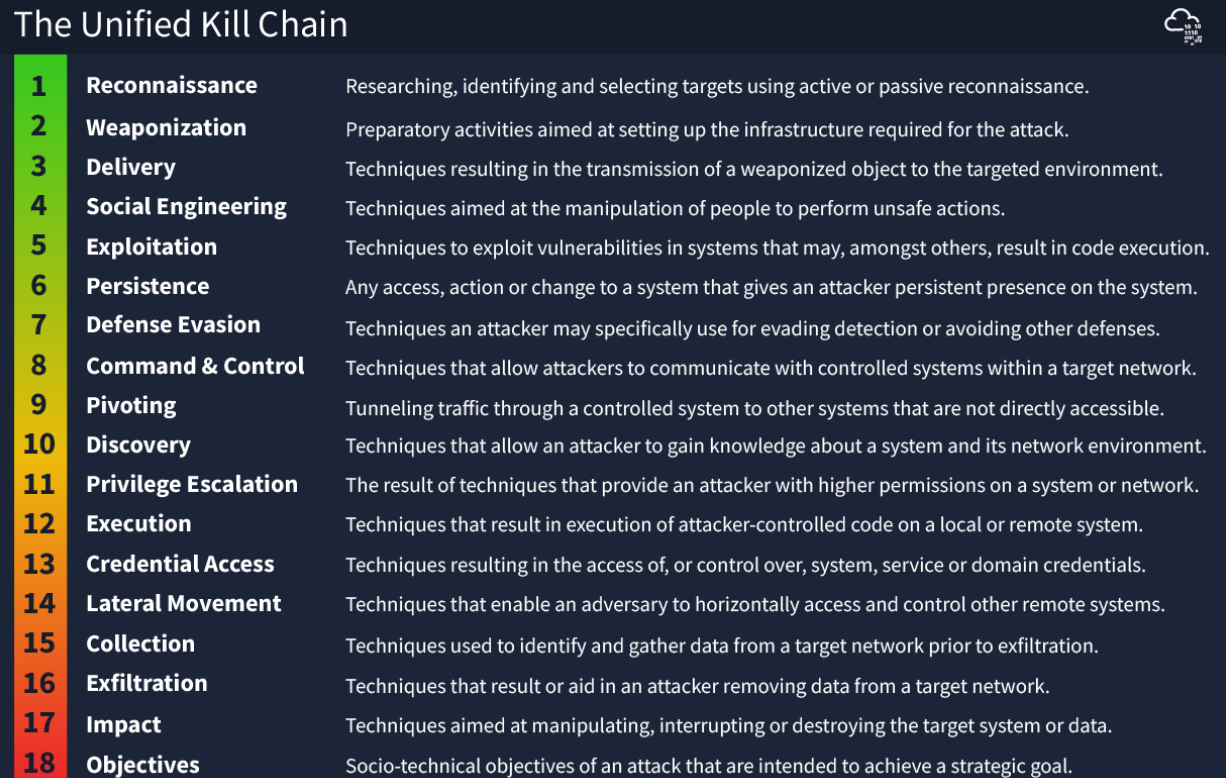 The Unified Kill Chain
1 Reconnaissance Researching, identifying and selecting targets using active or passive reconnaissance.
2 Weaponization Preparatory activities aimed at setting up the infrastructure required for the attack.
3 Delivery Techniques resulting in the transmission of a weaponized object to the targeted environment.
4 Social Engineering Techniques aimed at the manipulation of people to perform unsafe actions.
5 Exploitation Techniques to exploit vulnerabilities in systems that may, amongst others, result in code execution.
6 Persistence Any access, action or change to a system that gives an attacker persistent presence on the system.
7 Defense Evasion Techniques an attacker may specifically use for evading detection or avoiding other defenses.
8 Command & Control Techniques that allow attackers to communicate with controlled systems within a target network.
9 Pivoting Tunneling traffic through a controlled system to other systems that are not directly accessible.
10 Discovery Techniques that allow an attacker to gain knowledge about a system and its network environment.
11 Privilege Escalation The result of techniques that provide an attacker with higher permissions on a system or network.
12 Execution Techniques that result in execution of attacker-controlled code on a local or remote system.
13 Credential Access Techniques resulting in the access of, or control over, system, service or domain credentials.
14 Lateral Movement Techniques that enable an adversary to horizontally access and control other remote systems.
15 Collection Techniques used to identify and gather data from a target network prior to exfiltration.
16 Exfiltration Techniques that result or aid in an attacker removing data from a target network.
17 Impact Techniques aimed at manipulating, interrupting or destroying the target system or data.
18 Objectives Socio-technical objectives of an attack that are intended to achieve a strategic goal.